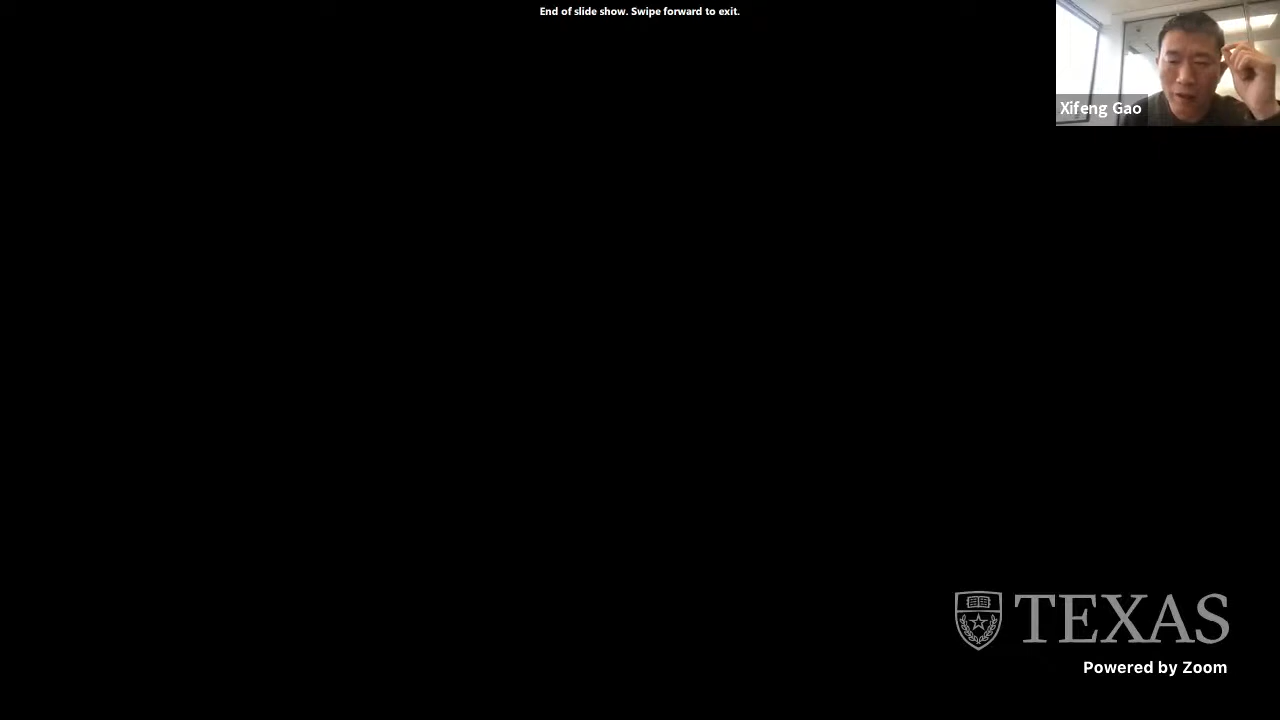 End of slide show. Swipe forward to exit.
Xifeng Gao
TEXAS
Powered by Zoom